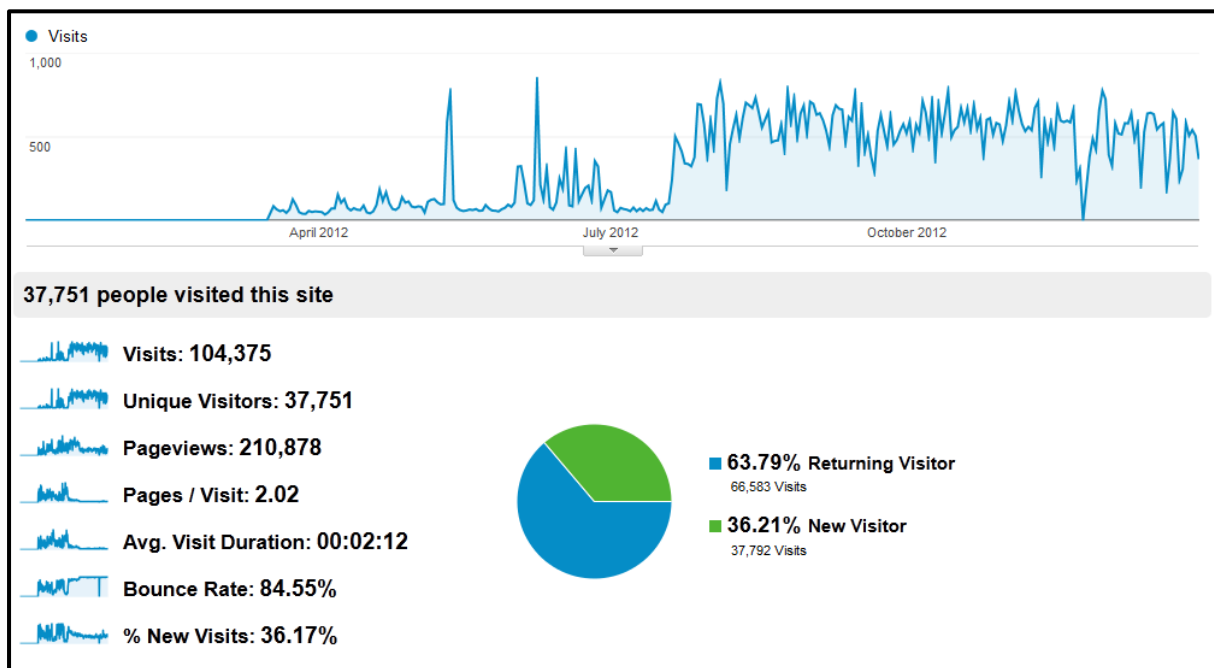 Visits
1,000
500
April 2012
July 2012
October 2012
37,751 people visited this site
Visits: 104,375
Unique Visitors: 37,751
Pageviews: 210,878
Pages / Visit: 2.02
Avg. Visit Duration: 00:02:12
Bounce Rate: 84.55%
% New Visits: 36.17%
63.79% Returning Visitor
66,583 Visits
36.21% New Visitor
37,792 Visits